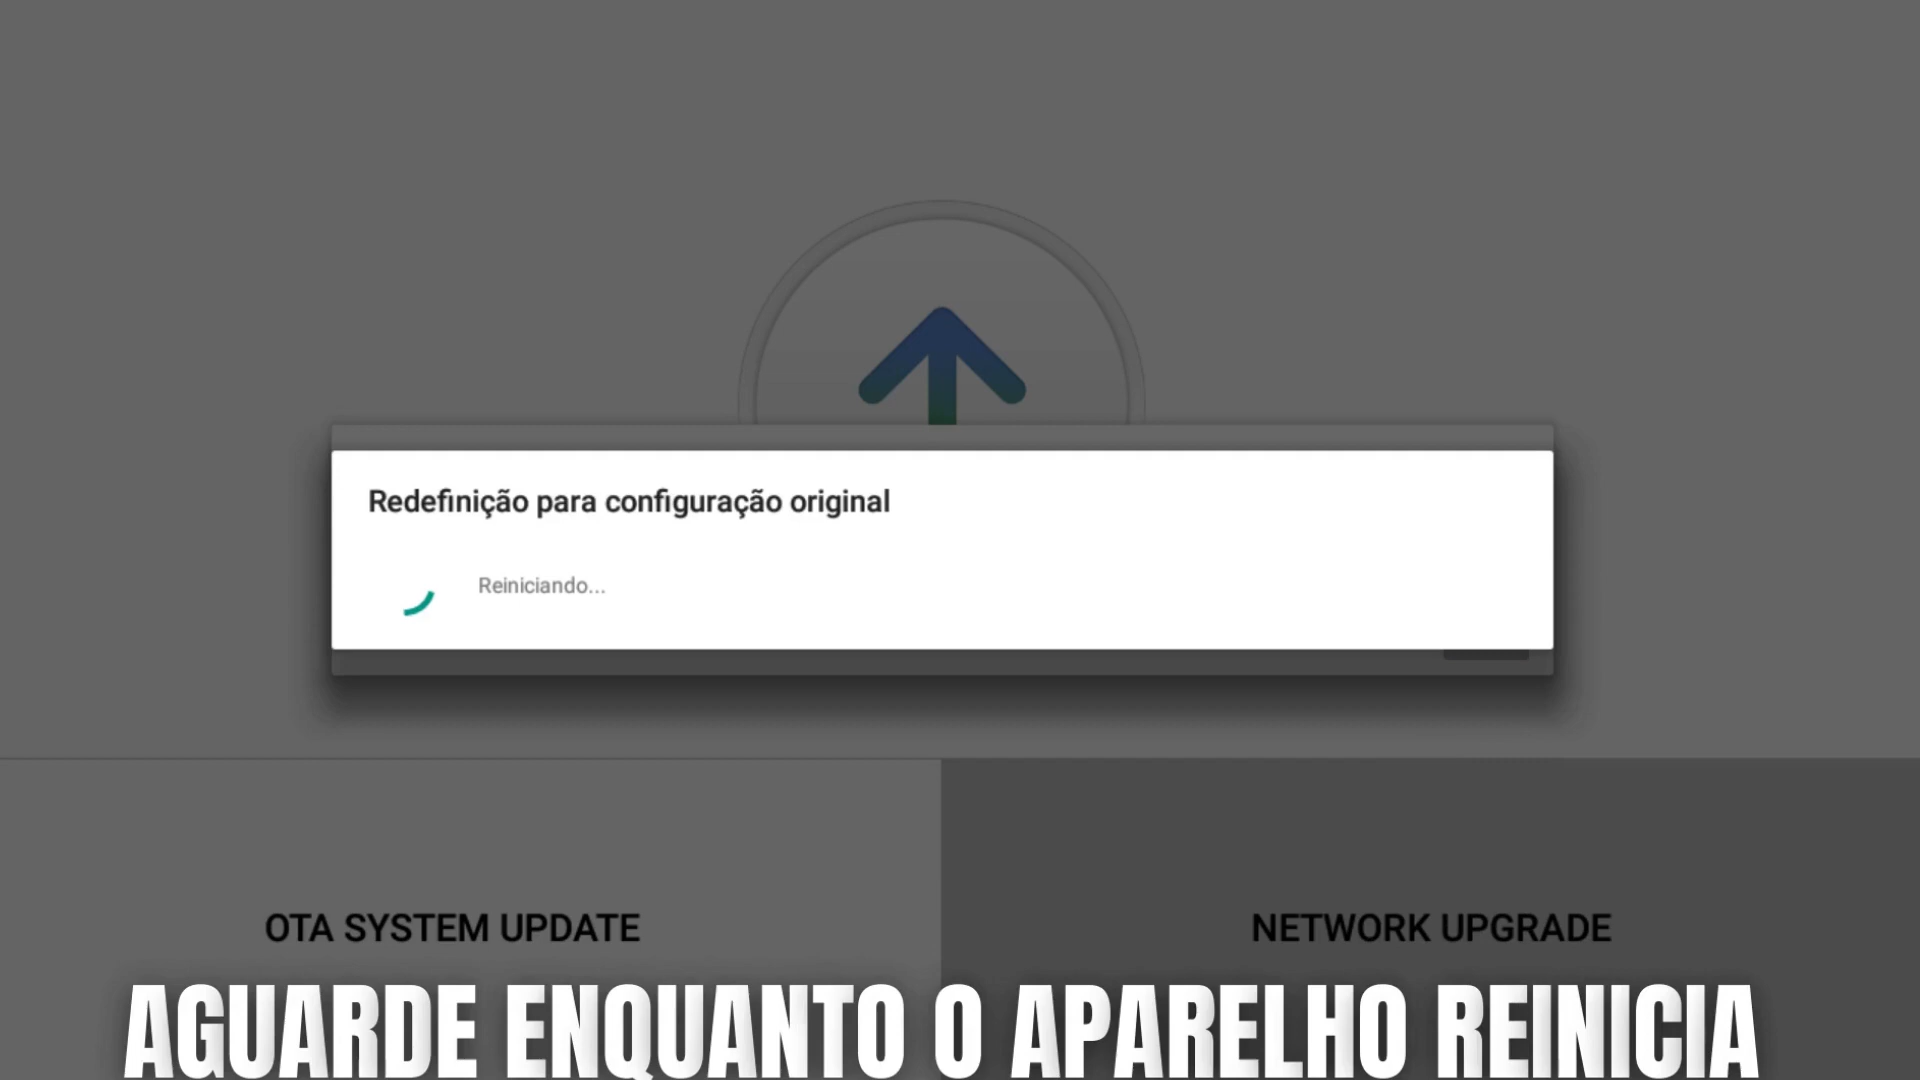 Redefinição para configuração original
Reiniciando...
OTA SYSTEM UPDATE
NETWORK UPGRADE
AGUARDE ENQUANTO O APARELHO REINICIA